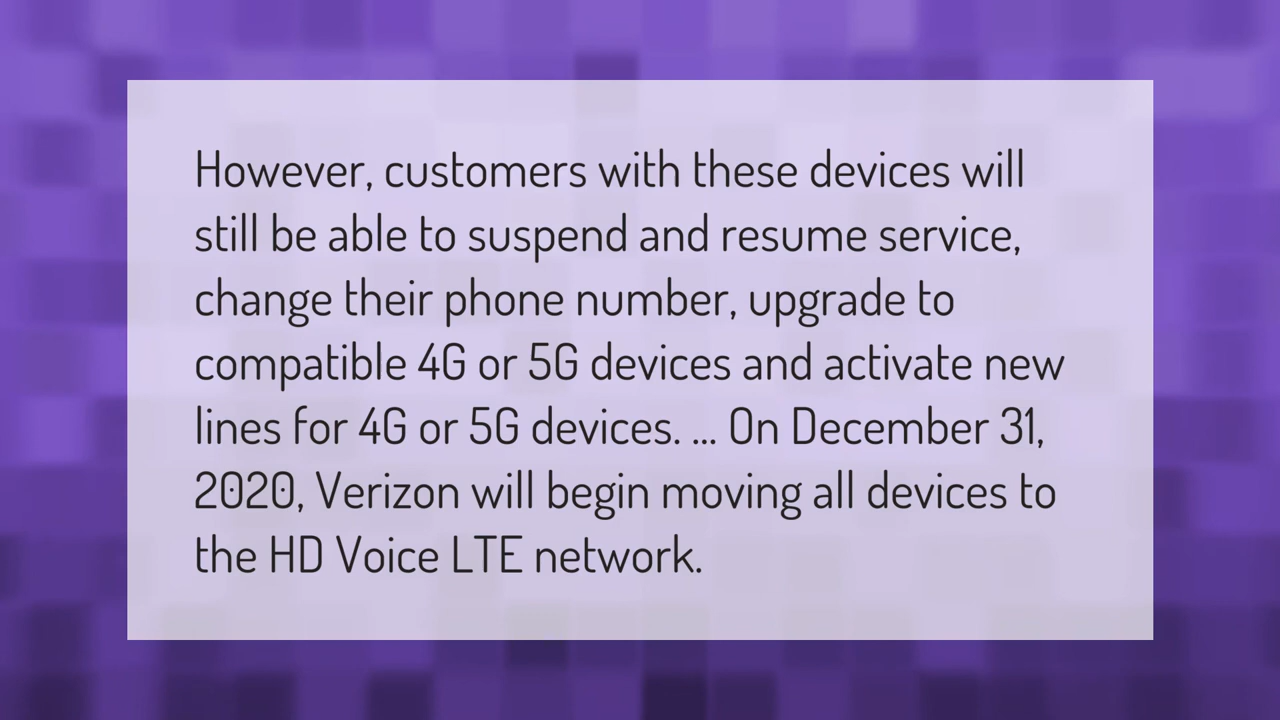 However, customers with these devices will
still be able to suspend and resume service,
change their phone number, upgrade to
compatible 4G or 5G devices and activate new
lines for 4G or 5G devices. ... On December 31,
2020, Verizon will begin moving all devices to
the HD Voice LTE network.